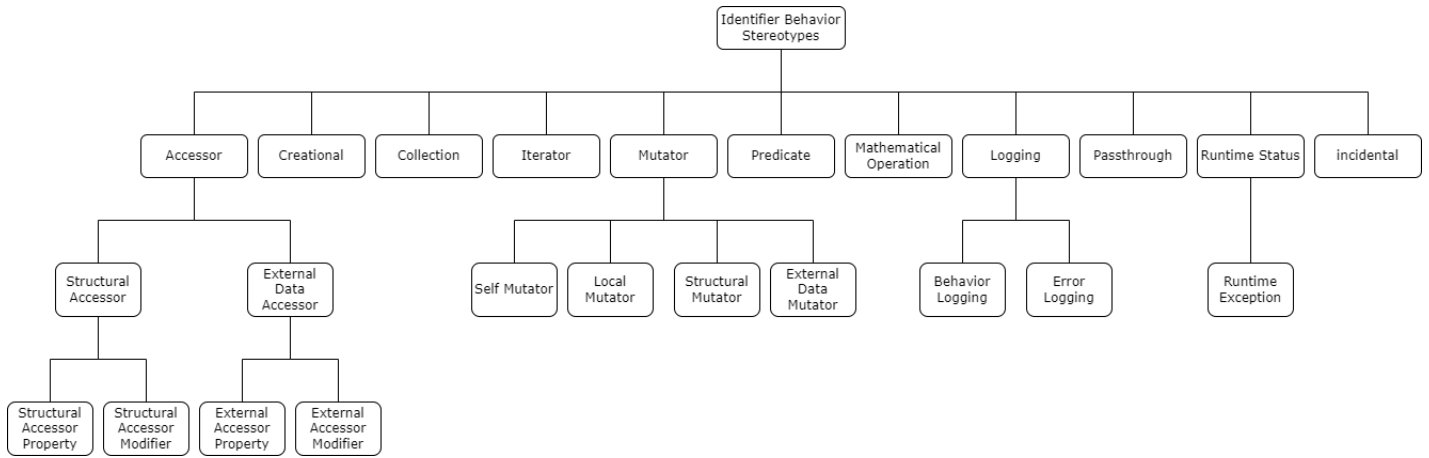 Identifier Behavior
Stereotypes
Accessor
Creational
Collection
Iterator
Mutator
Predicate
Mathematical
Operation
Logging
Passthrough
Runtime Status
incidental
Structural
Accessor
External
Data
Accessor
Self Mutator
Local
Mutator
Structural
Mutator
External
Data
Mutator
Behavior
Logging
Error
Logging
Runtime
Exception
Structural
Accessor
Property
Structural
Accessor
Modifier
External
Accessor
Property
External
Accessor
Modifier